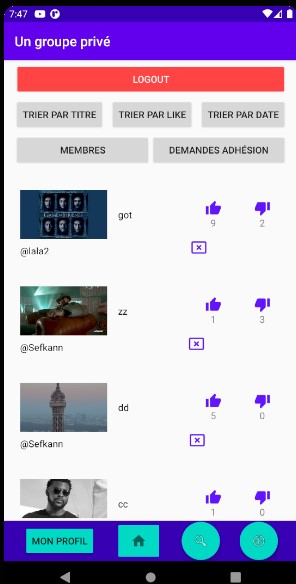 7:47
Un groupe privé
LOGOUT
TRIER PAR TITRE TRIER PAR LIKE TRIER PAR DATE
MEMBRES DEMANDES ADHÉSION
got
9 2
@lala2
zz
1 3
@Sefkann
dd
5 0
@Sefkann
cc
1 0
MON PROFIL